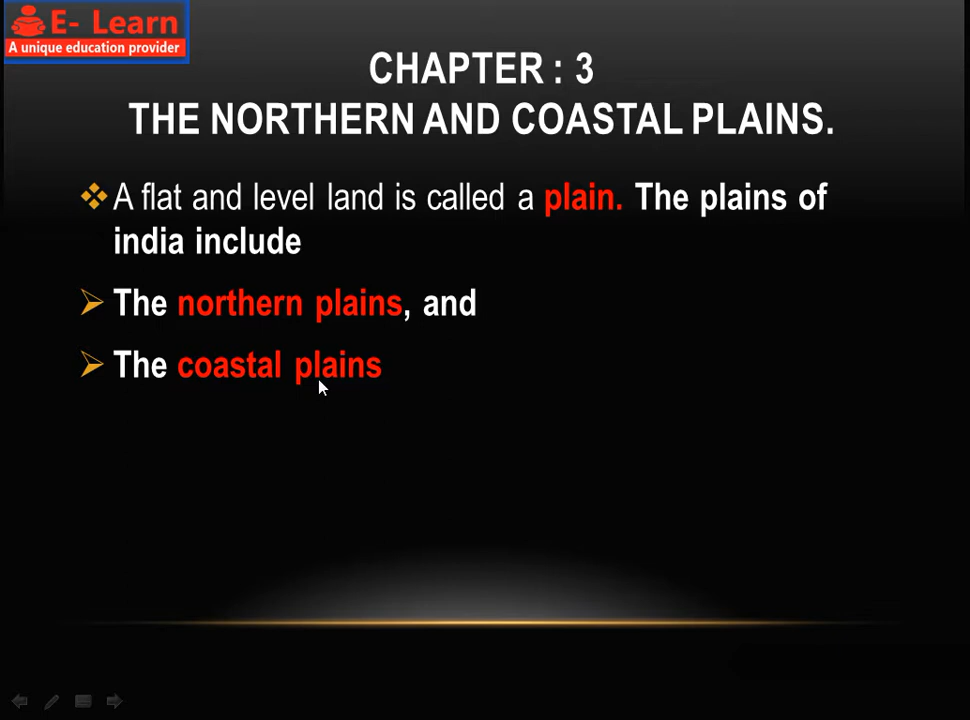 E- Learn
A unique education provider
CHAPTER : 3
THE NORTHERN AND COASTAL PLAINS.
A flat and level land is called a plain. The plains of
india include
The northern plains, and
The coastal plains